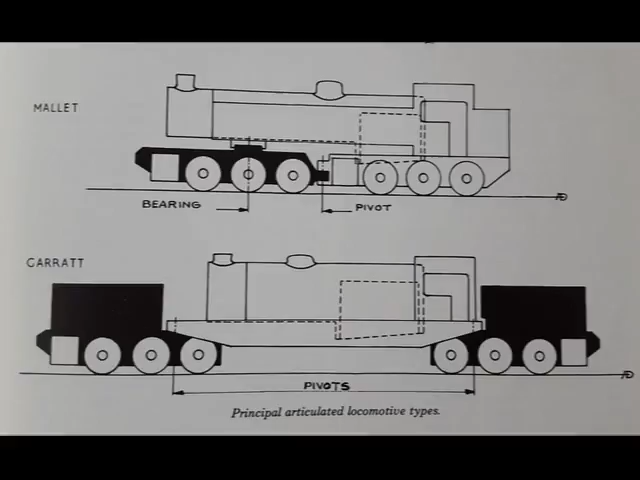 MALLET
BEARING
PIVOT
GARRATT
PIVOTS
Principal articulated locomotive types.